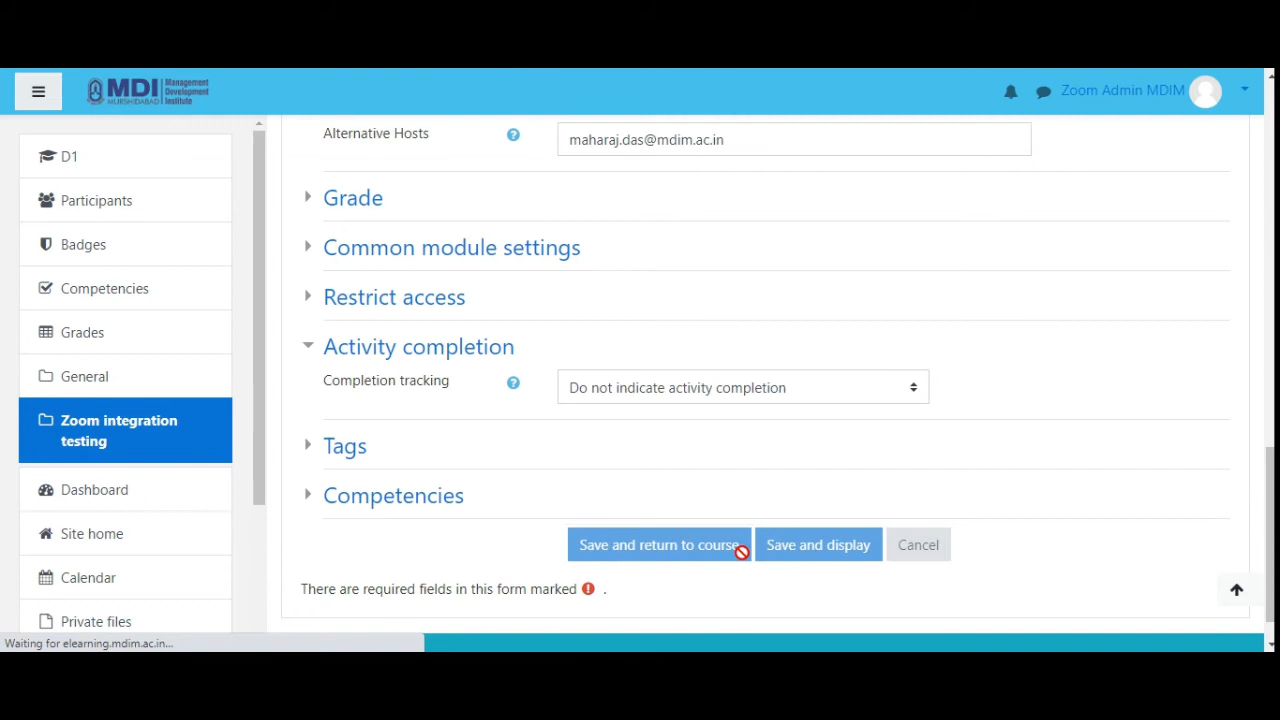 MDI
MURSHIDABAD
Management
Development
Institute
Zoom Admin MDIM
D1
Participants
Badges
Competencies
Grades
General
Zoom integration
testing
Dashboard
Site home
Calendar
Private files
Alternative Hosts
maharaj.das@mdim.ac.in
Grade
Common module settings
Restrict access
Activity completion
Completion tracking
Do not indicate activity completion
Tags
Competencies
Save and return to course
Save and display
Cancel
There are required fields in this form marked .
Waiting for elearning.mdim.ac.in...